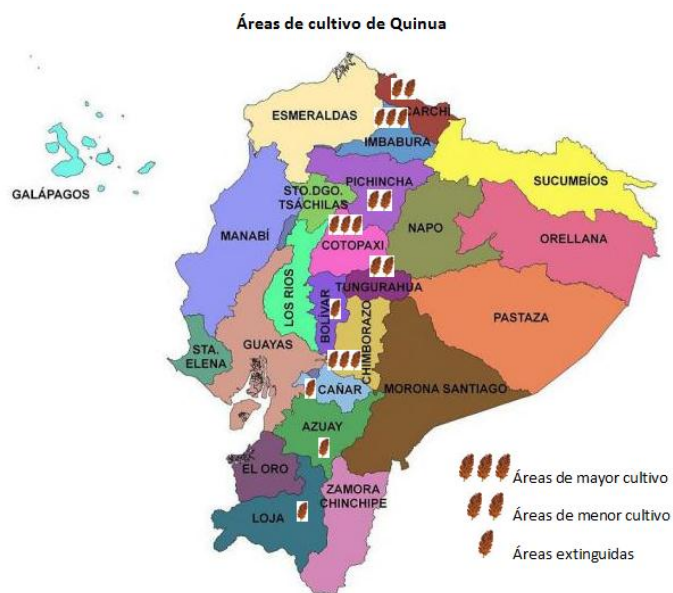 Áreas de cultivo de Quinua
ESMERALDAS
CARCHI
IMBABURA
GALÁPAGOS
PICHINCHA
SUCUMBÍOS
STO.DGO.
TSÁCHILAS
MANABÍ
COTOPAXI
NAPO
ORELLANA
TUNGURAHUA
LOS RIOS
BOLÍVAR
CHIMBORAZO
PASTAZA
STA.
ELENA
GUAYAS
CAÑAR
MORONA SANTIAGO
AZUAY
EL ORO
ZAMORA
CHINCHIPE
LOJA
Áreas de mayor cultivo
Áreas de menor cultivo
Áreas extinguidas